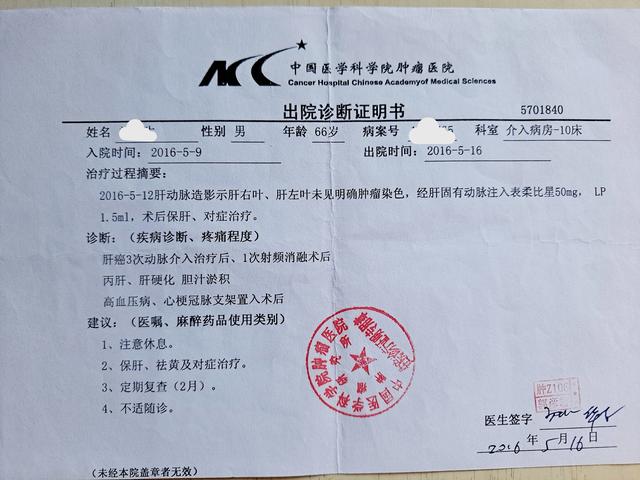 中国医学科学院肿瘤医院
Cancer Hospital Chinese Academy of Medical Sciences
出院诊断证明书 5701840
姓名 性别 男 年龄 66岁 病案号 科室 介入病房-10床
入院时间: 2016-5-9 出院时间: 2016-5-16
治疗过程摘要:
2016-5-12肝动脉造影示肝右叶、肝左叶未见明确肿瘤染色,经肝固有动脉注入表柔比星50mg, LP
1.5ml,术后保肝、对症治疗。
诊断:(疾病诊断、疼痛程度)
肝癌3次动脉介入治疗后、1次射频消融术后
丙肝、肝硬化 胆汁淤积
高血压病、心梗冠脉支架置入术后
建议:(医嘱、麻醉药品使用类别)
1、注意休息。
2、保肝、祛黄及对症治疗。
3、定期复查(2月)。
4、不适随诊。
医生签字
2016年5月16日
(未经本院盖章者无效)